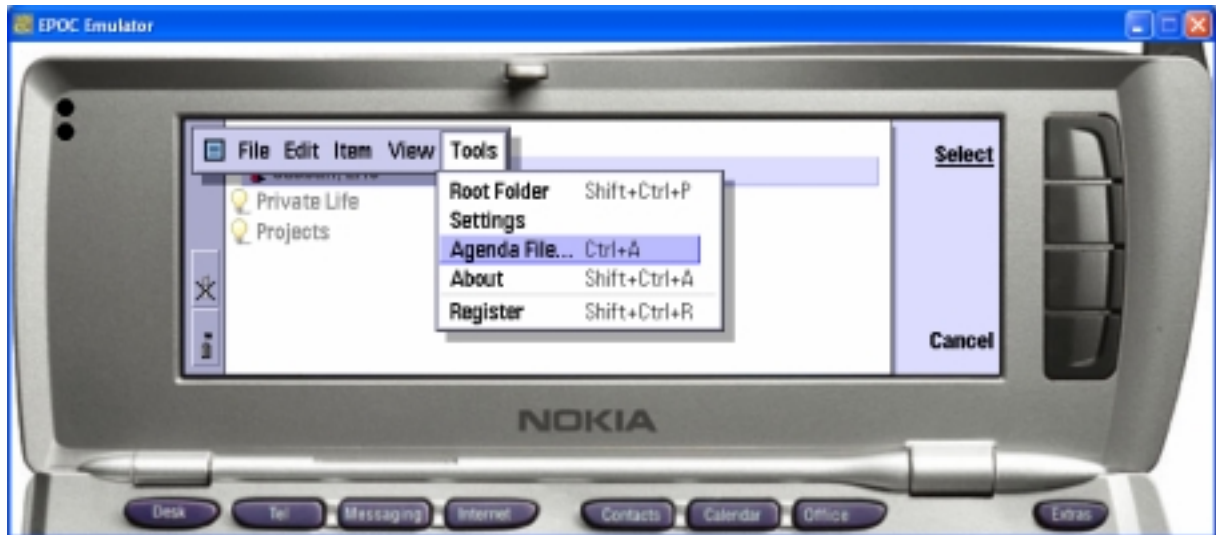 EPOC Emulator
File Edit Item View Tools
Root Folder Shift+Ctrl+P
Private Life
Settings
Projects
Agenda File... Ctrl+A
About Shift+Ctrl+A
Register Shift+Ctrl+R
Select
Cancel
NOKIA
Desk Tel Messaging Internet Contacts Calendar Office Extras